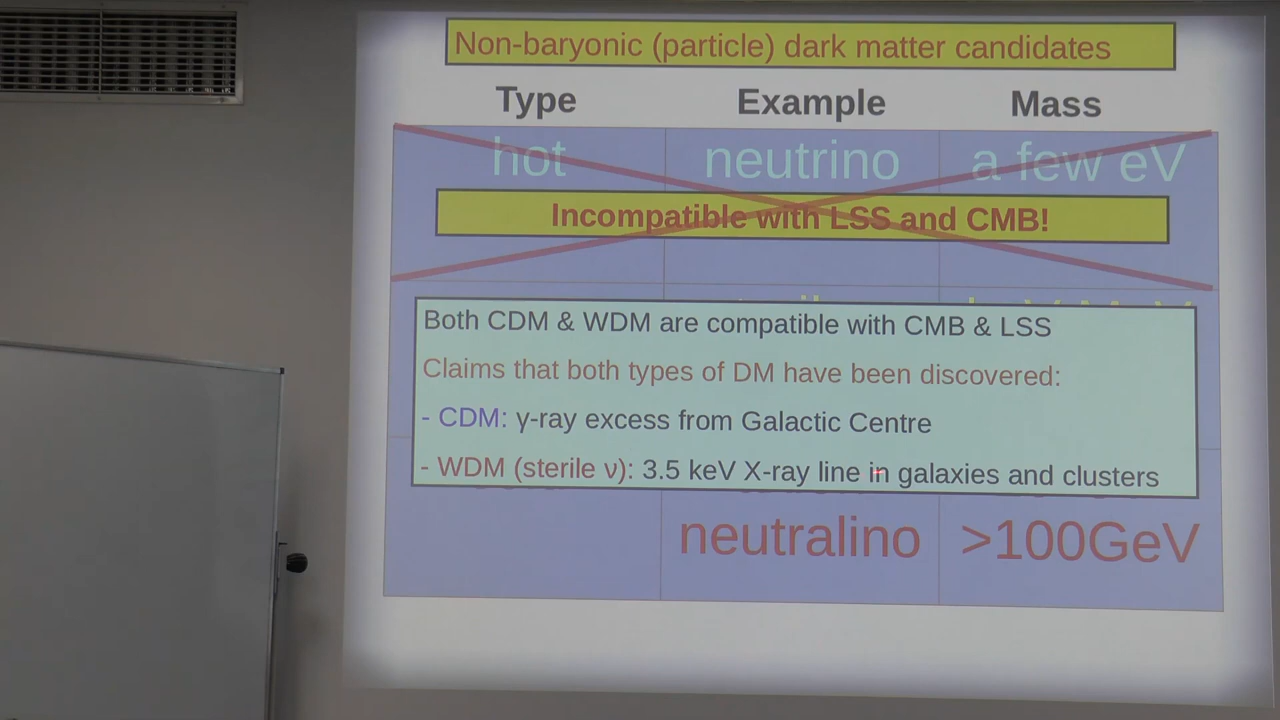 Non-baryonic (particle) dark matter candidates
Type Example Mass
hot neutrino a few eV
Incompatible with LSS and CMB!
Both CDM & WDM are compatible with CMB & LSS
Claims that both types of DM have been discovered:
- CDM: γ-ray excess from Galactic Centre
- WDM (sterile ν): 3.5 keV X-ray line in galaxies and clusters
neutralino >100GeV